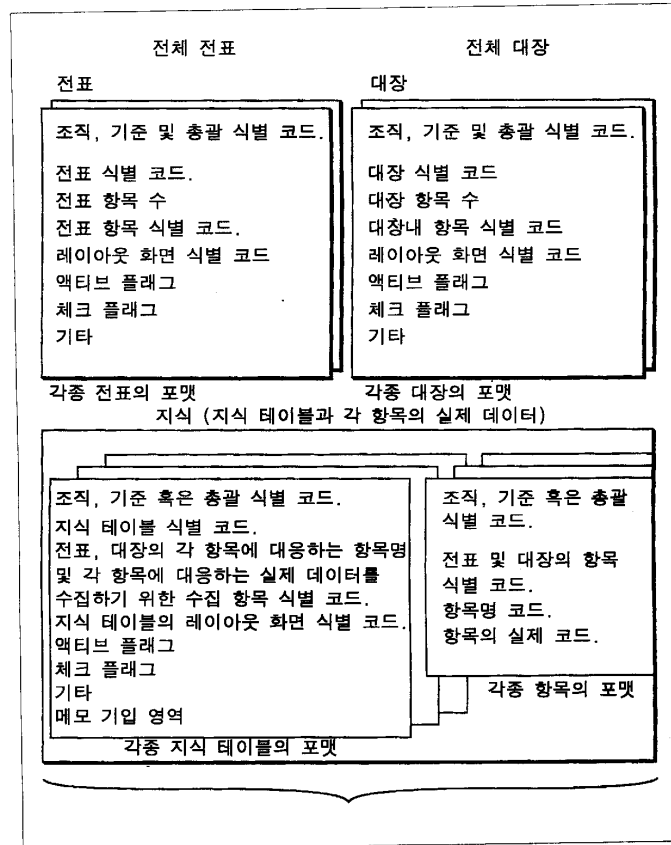 전체 전표
전체 대장
전표
대장
조직, 기준 및 총괄 식별 코드.
전표 식별 코드.
전표 항목 수
전표 항목 식별 코드.
레이아웃 화면 식별 코드
액티브 플래그
체크 플래그
기타
조직, 기준 및 총괄 식별 코드.
대장 식별 코드
대장 항목 수
대장내 항목 식별 코드
레이아웃 화면 식별 코드
액티브 플래그
체크 플래그
기타
각종 전표의 포맷
각종 대장의 포맷
지식 (지식 테이블과 각 항목의 실제 데이터)
조직, 기준 혹은 총괄 식별 코드.
지식 테이블 식별 코드.
전표, 대장의 각 항목에 대응하는 항목명
및 각 항목에 대응하는 실제 데이터를
수집하기 위한 수집 항목 식별 코드.
지식 테이블의 레이아웃 화면 식별 코드.
액티브 플래그
체크 플래그
기타
메모 기입 영역
조직, 기준 혹은 총괄
식별 코드.
전표 및 대장의 항목
식별 코드.
항목명 코드.
항목의 실제 코드.
각종 항목의 포맷
각종 지식 테이블의 포맷